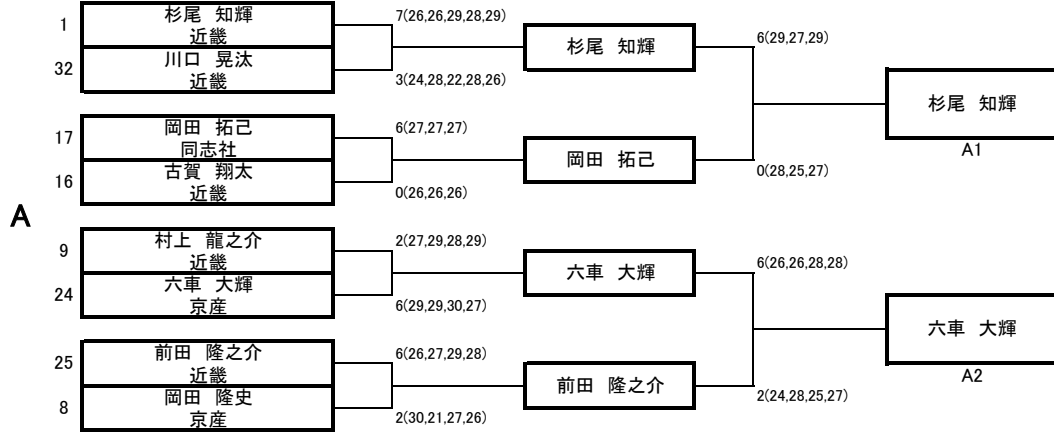 A
1
杉尾 知輝
近畿
32
川口 晃汰
近畿
7(26,26,29,28,29)
3(24,28,22,28,26)
杉尾 知輝
17
岡田 拓己
同志社
16
古賀 翔太
近畿
6(27,27,27)
0(26,26,26)
岡田 拓己
6(29,27,29)
0(28,25,27)
杉尾 知輝
A1
9
村上 龍之介
近畿
24
六車 大輝
京産
2(27,29,28,29)
6(29,29,30,27)
六車 大輝
25
前田 隆之介
近畿
8
岡田 隆史
京産
6(26,27,29,28)
2(30,21,27,26)
前田 隆之介
6(26,26,28,28)
2(24,28,25,27)
六車 大輝
A2